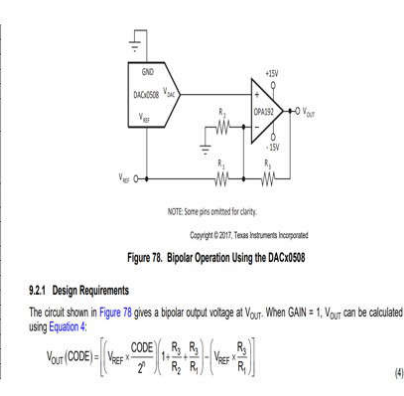 GND
DACx0508
VDAC
VREF
+15V
OPA192
+
−
- 15V
VOUT
R2
R1
R3
VREF
NOTE: Some pins omitted for clarity.
Copyright © 2017, Texas Instruments Incorporated
Figure 78. Bipolar Operation Using the DACx0508
9.2.1 Design Requirements
The circuit shown in Figure 78 gives a bipolar output voltage at VOUT. When GAIN = 1, VOUT can be calculated
using Equation 4:
VOUT(CODE) = [(VREF × CODE/2ⁿ)(1 + R3/R2 + R3/R1) − (VREF × R3/R1)]
(4)